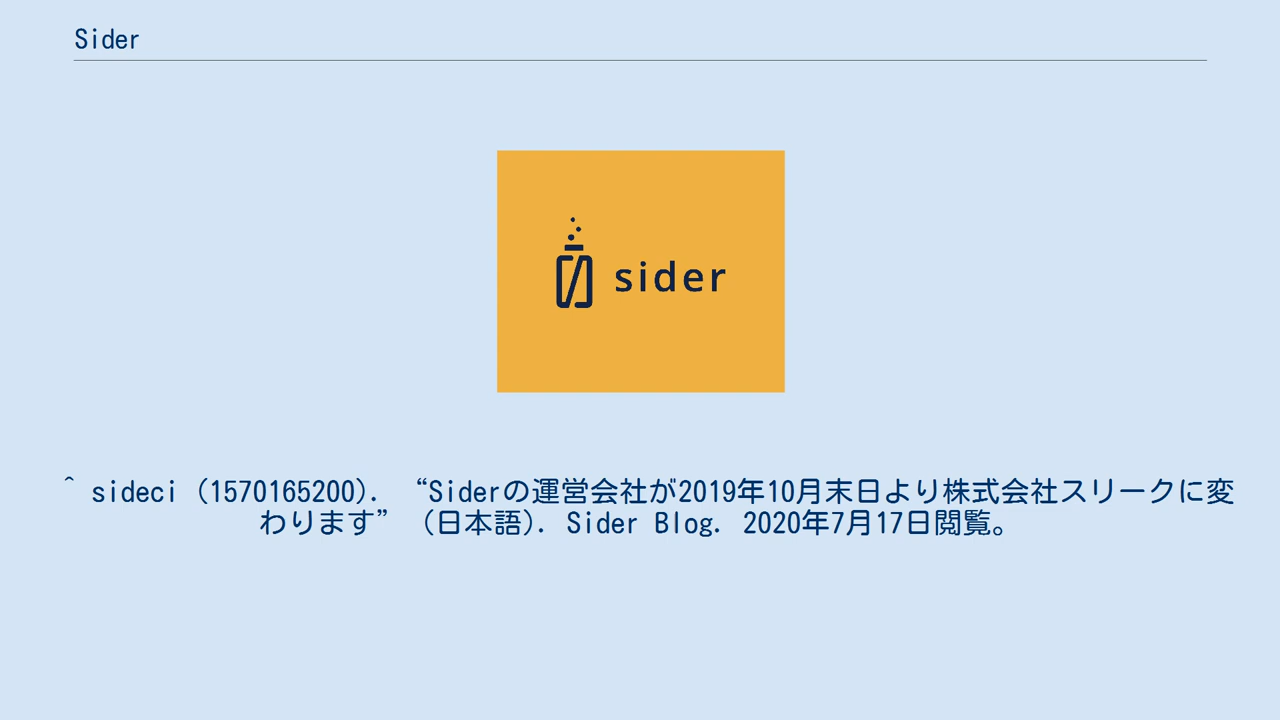 Sider
sider
^ sideci (1570165200). “Siderの運営会社が2019年10月末日より株式会社スリークに変
わります” (日本語). Sider Blog. 2020年7月17日閲覧。